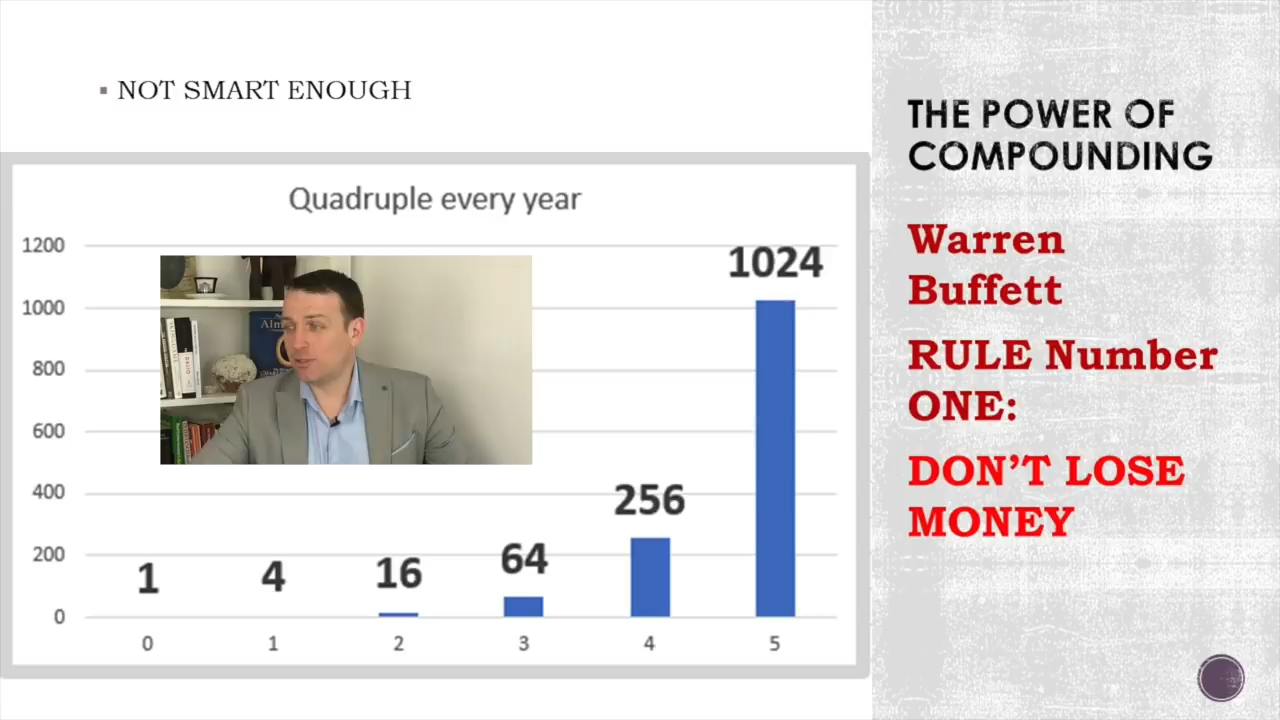 NOT SMART ENOUGH
Quadruple every year
1200
1000
800
600
400
200
0
1
4
16
64
256
1024
0
1
2
3
4
5
THE POWER OF
COMPOUNDING
Warren
Buffett
RULE Number
ONE:
DON’T LOSE
MONEY